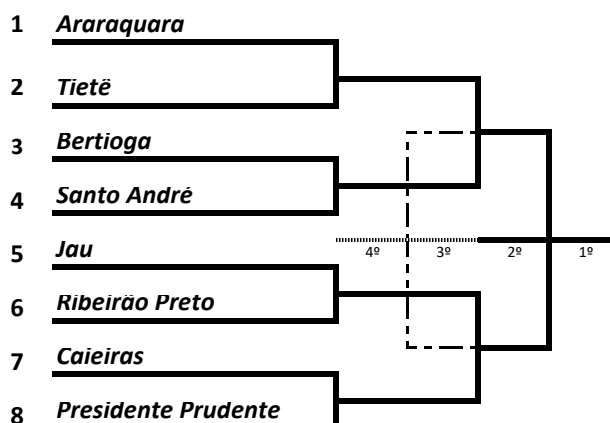 1 Araraquara
2 Tietê
3 Bertioga
4 Santo André
5 Jau
4º 3º 2º 1º
6 Ribeirão Preto
7 Caieiras
8 Presidente Prudente